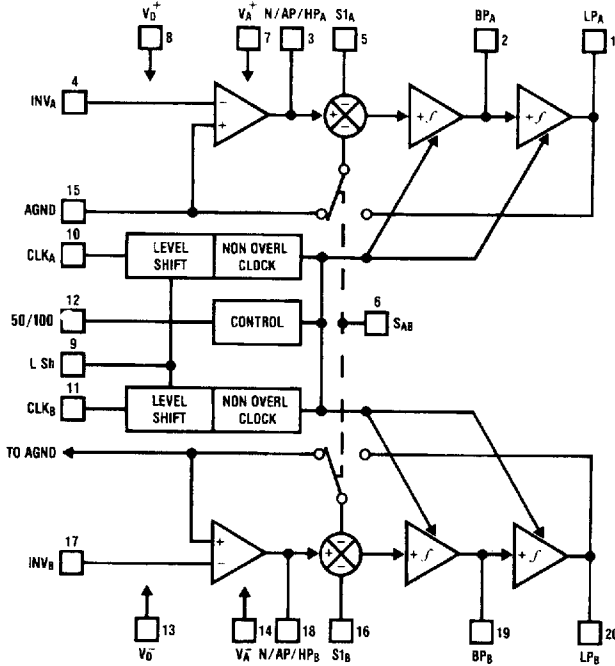 V_D^+ V_A^+ N/AP/HP_A S1_A BP_A LP_A
8 7 3 5 2 1
4
INV_A
− + + − − + ∫ + ∫
15
AGND
10
CLK_A LEVEL SHIFT NON OVERL CLOCK
12 6
50/100 CONTROL S_AB
9
L Sh
11
CLK_B LEVEL SHIFT NON OVERL CLOCK
TO AGND
17
INV_B
+ − + − − + ∫ + ∫
13 14 18 16 19 20
V_D^- V_A^- N/AP/HP_B S1_B BP_B LP_B